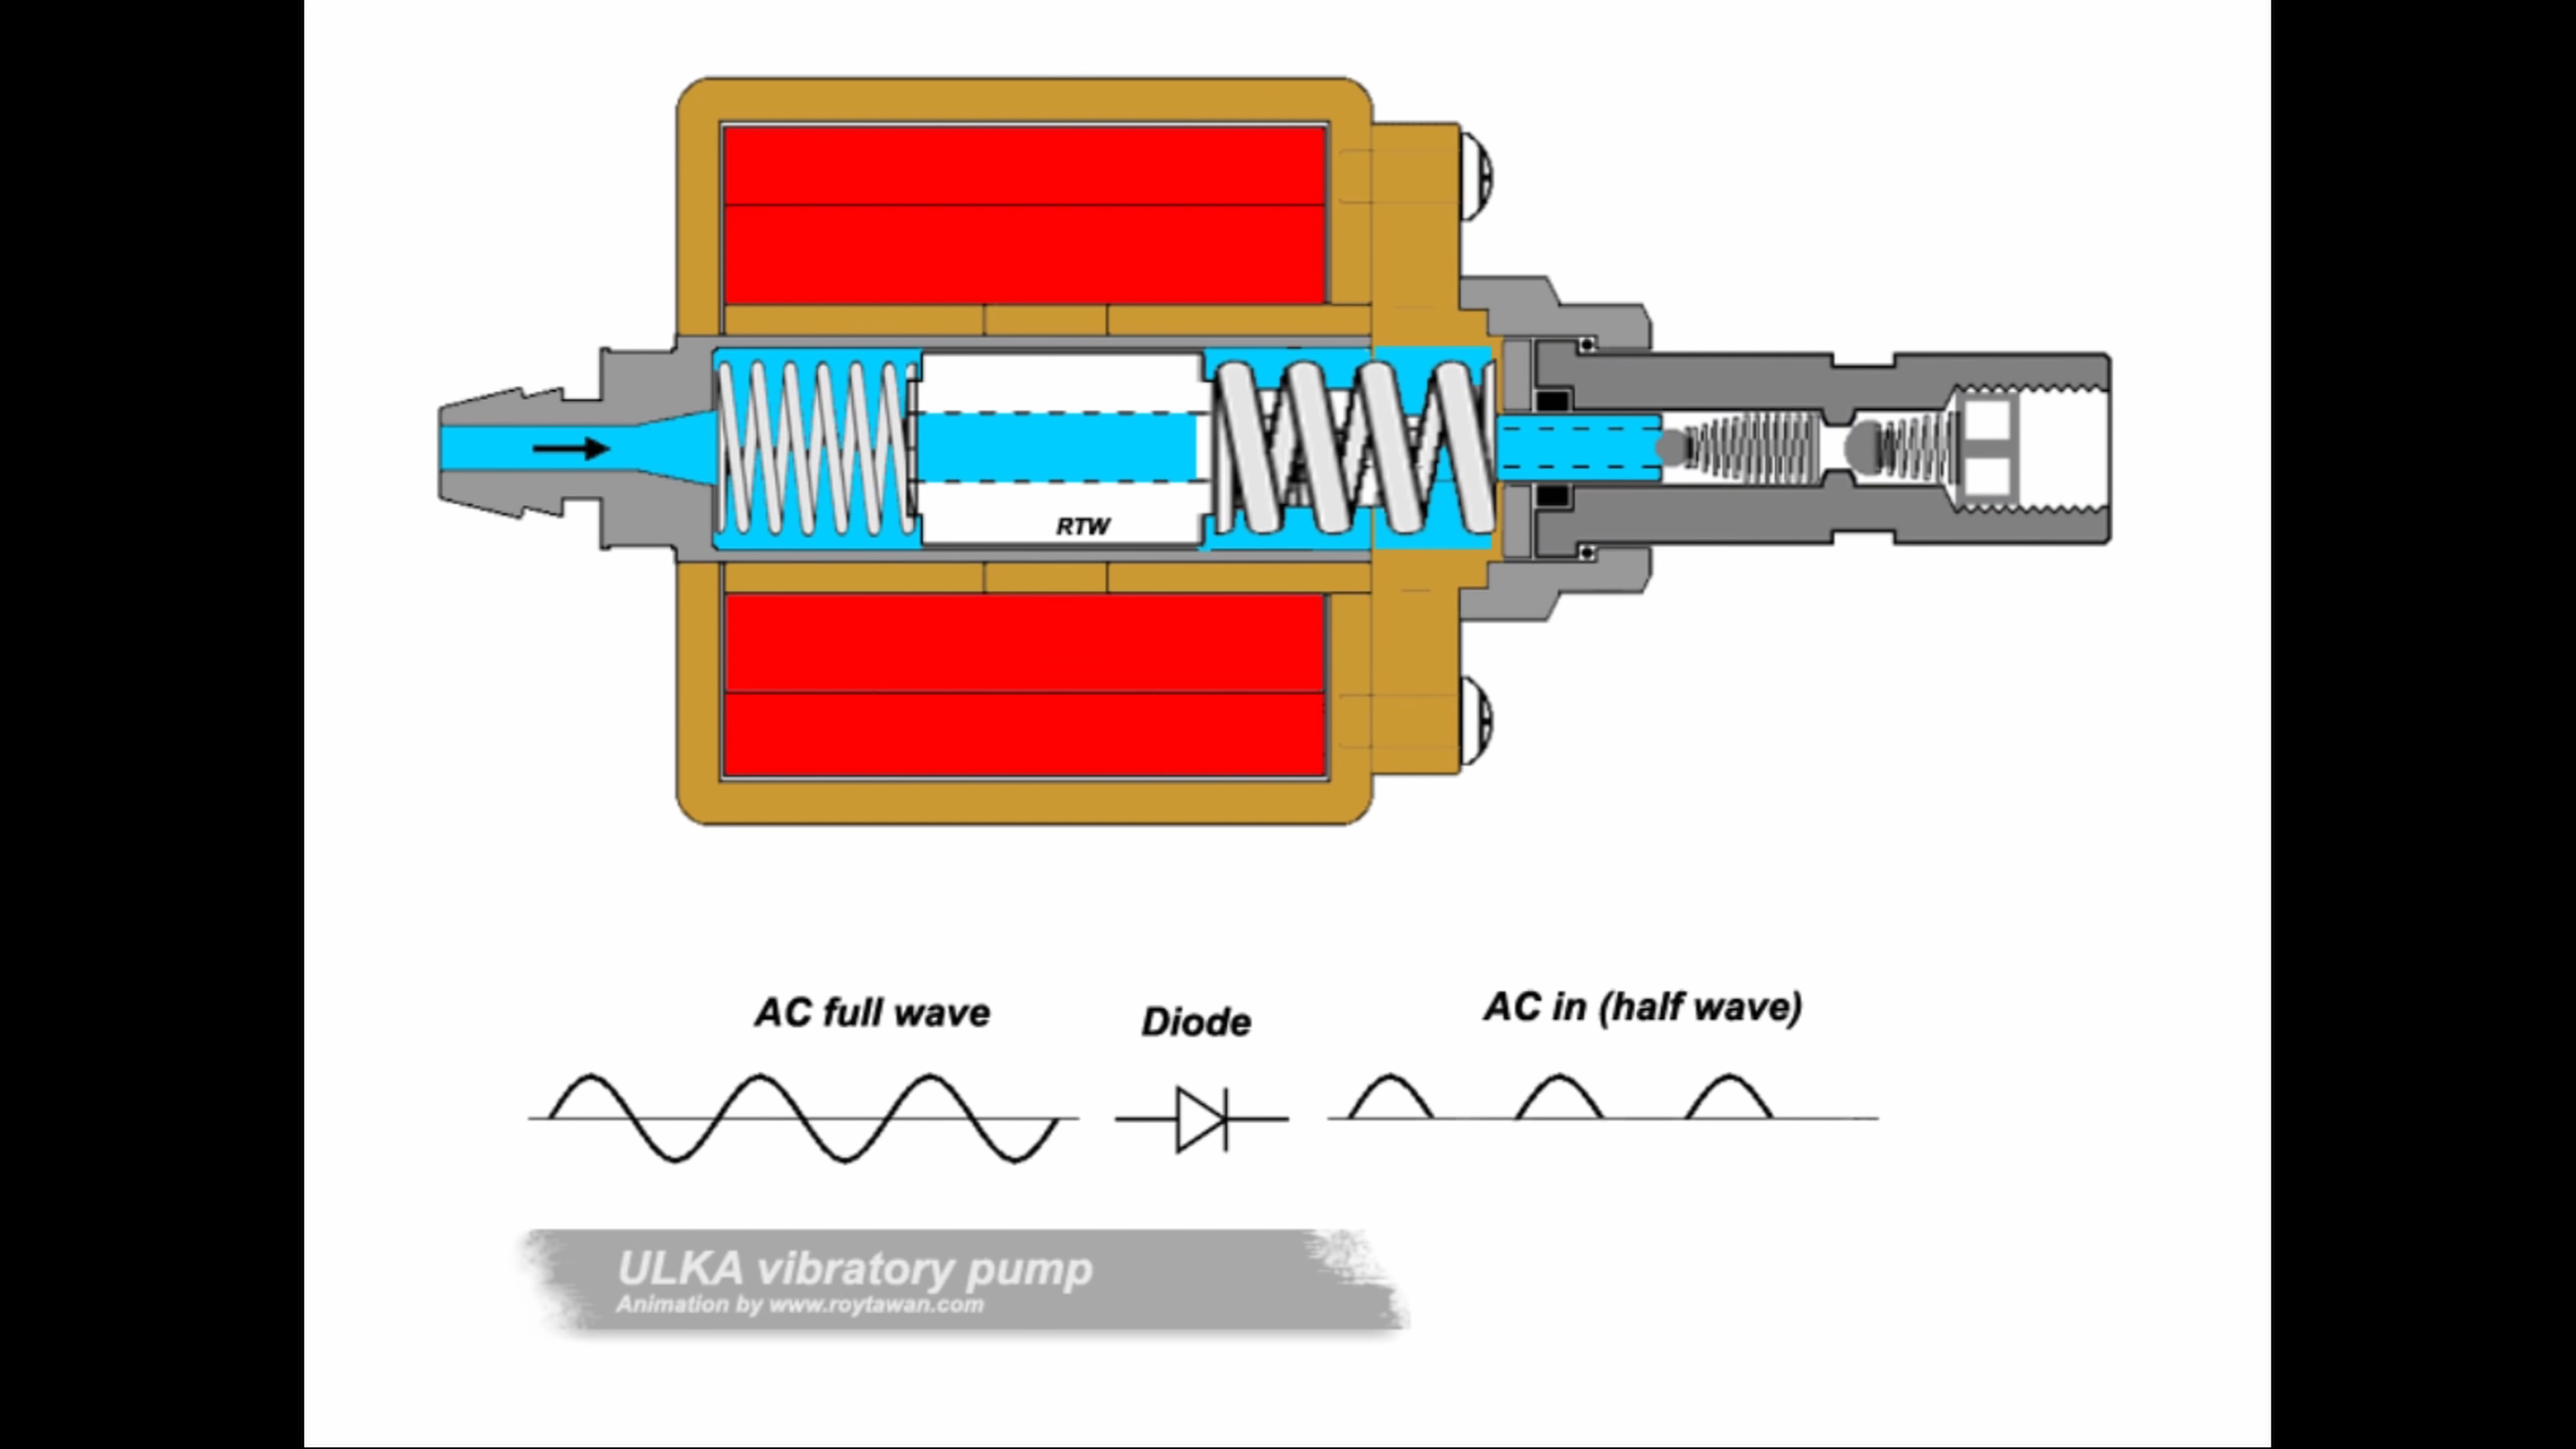 RTW
AC full wave
Diode
AC in (half wave)
ULKA vibratory pump
Animation by www.roytawan.com